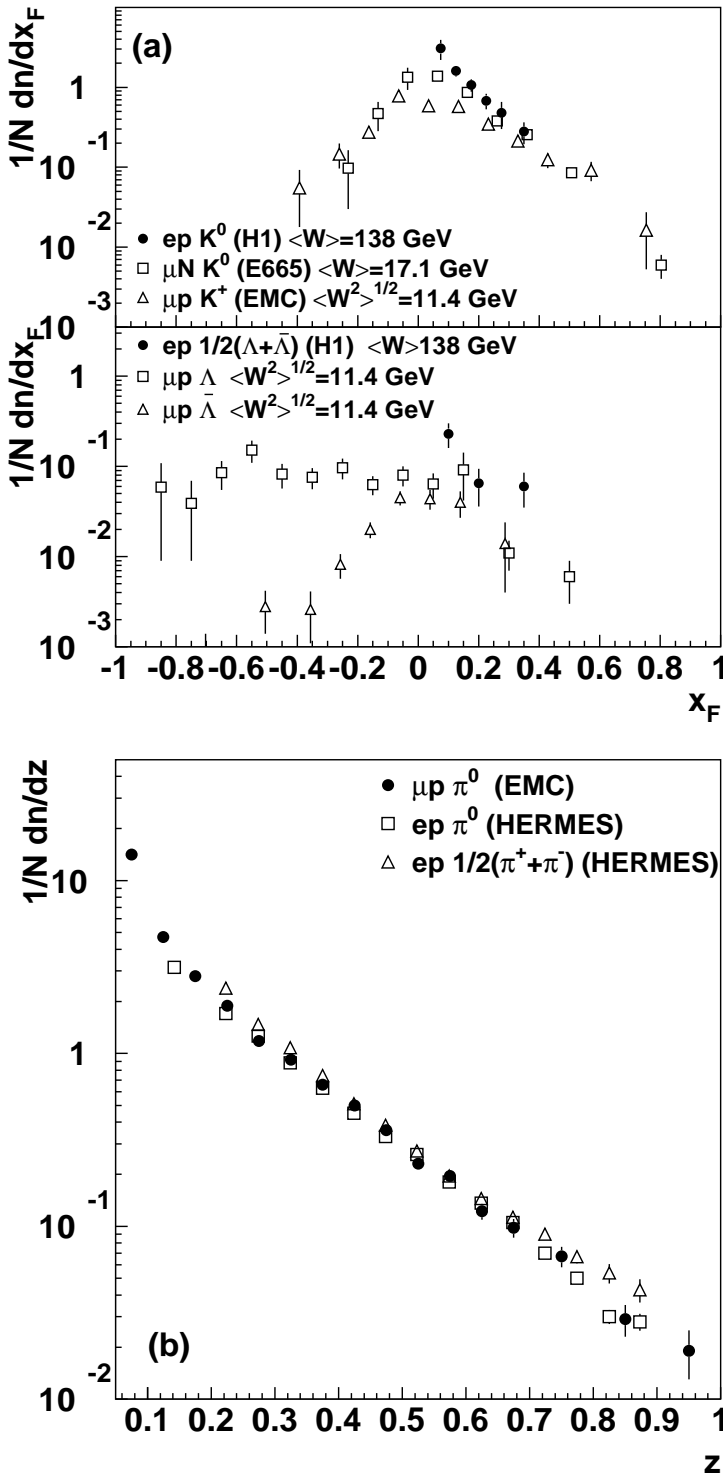 (a)
1/N dn/dx_F
1
10^-1
10^-2
10^-3
ep K^0 (H1) <W>=138 GeV
μN K^0 (E665) <W>=17.1 GeV
μp K^+ (EMC) <W^2>^1/2=11.4 GeV
1/N dn/dx_F
10^-1
10^-2
10^-3
ep 1/2(Λ+Λ̄) (H1) <W>138 GeV
μp Λ <W^2>^1/2=11.4 GeV
μp Λ̄ <W^2>^1/2=11.4 GeV
-1 -0.8 -0.6 -0.4 -0.2 0 0.2 0.4 0.6 0.8 1
x_F
1/N dn/dz
10
1
10^-1
10^-2
μp π^0 (EMC)
ep π^0 (HERMES)
ep 1/2(π^++π^-) (HERMES)
(b)
0.1 0.2 0.3 0.4 0.5 0.6 0.7 0.8 0.9 1
z